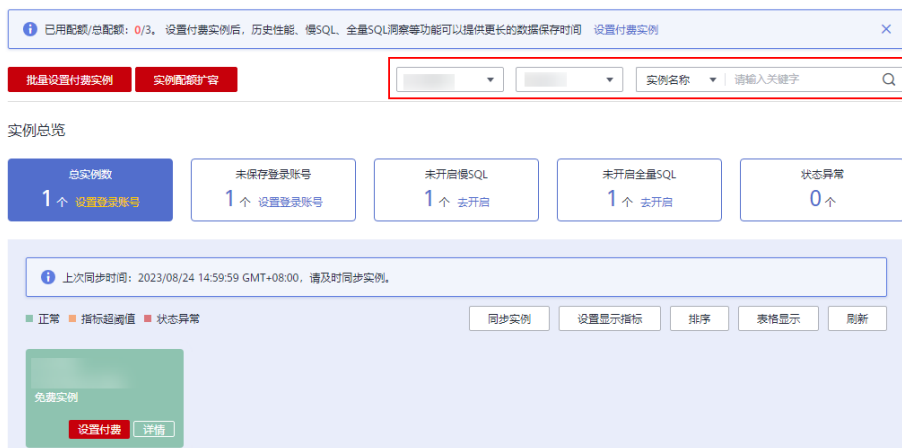 已用配额/总配额：0/3。 设置付费实例后，历史性能、慢SQL、全量SQL洞察等功能可以提供更长的数据保存时间 设置付费实例
批量设置付费实例 实例配额扩容 实例名称 请输入关键字
实例总览
总实例数 未保存登录账号 未开启慢SQL 未开启全量SQL 状态异常
1 个 设置登录账号 1 个 设置登录账号 1 个 去开启 1 个 去开启 0 个
上次同步时间：2023/08/24 14:59:59 GMT+08:00，请及时同步实例。
正常 指标超阈值 状态异常 同步实例 设置显示指标 排序 表格显示 刷新
免费实例
设置付费 详情